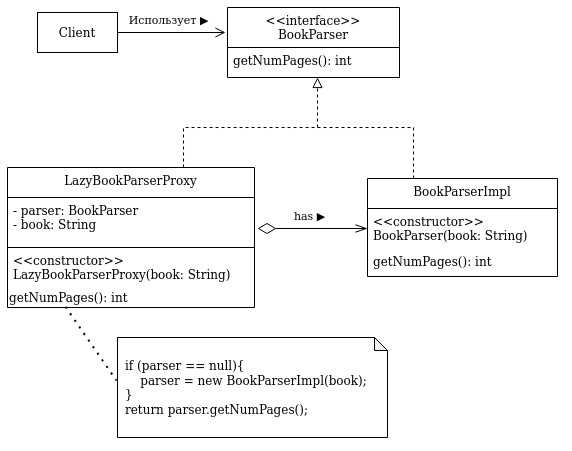 Client
Использует ▶
<<interface>>
BookParser
getNumPages(): int
LazyBookParserProxy
- parser: BookParser
- book: String
<<constructor>>
LazyBookParserProxy(book: String)
getNumPages(): int
has ▶
BookParserImpl
<<constructor>>
BookParser(book: String)
getNumPages(): int
if (parser == null){
    parser = new BookParserImpl(book);
}
return parser.getNumPages();